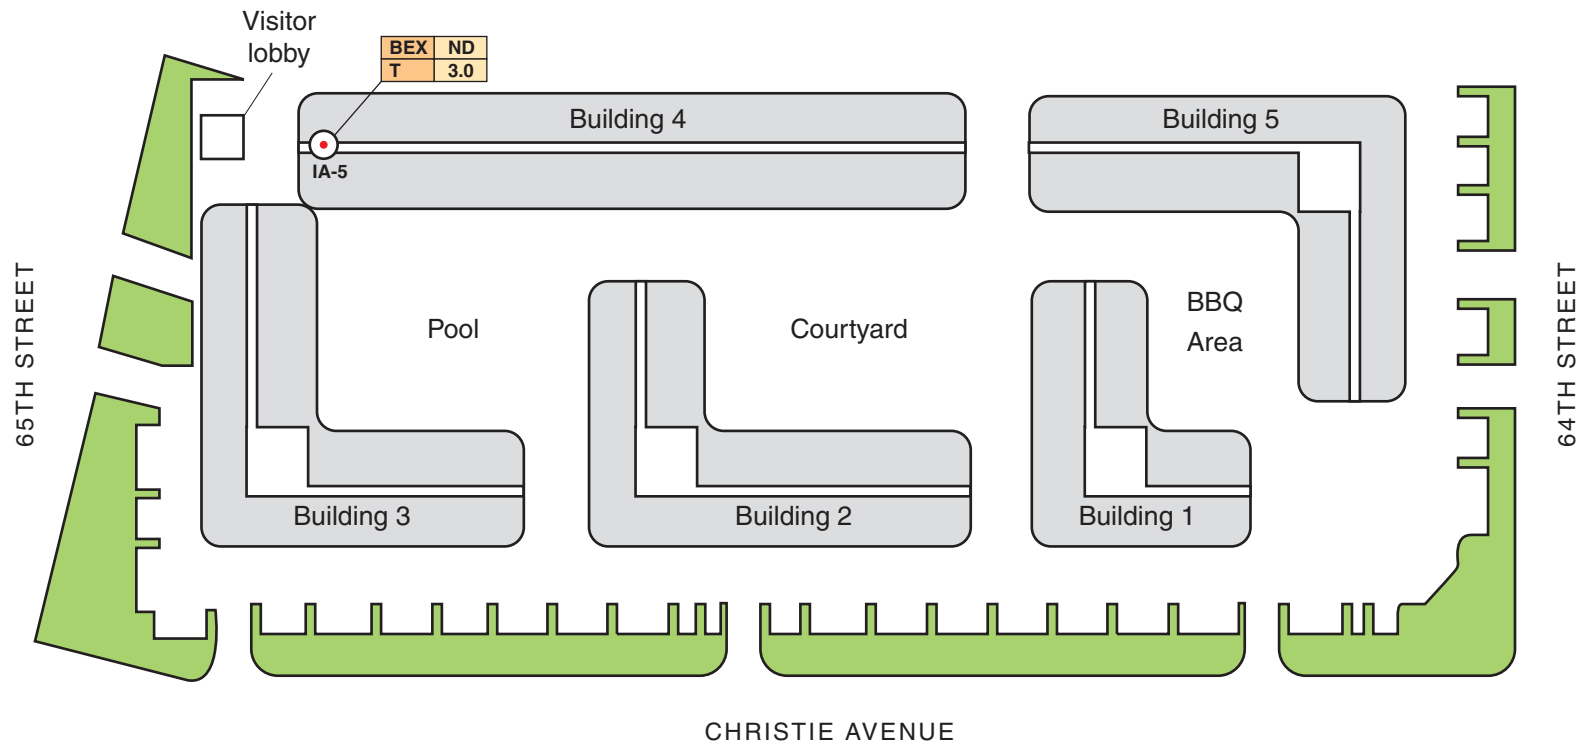 Visitor
lobby
BEX ND
T 3.0
Building 4
Building 5
IA-5
65TH STREET
Pool
Courtyard
BBQ
Area
64TH STREET
Building 3
Building 2
Building 1
CHRISTIE AVENUE